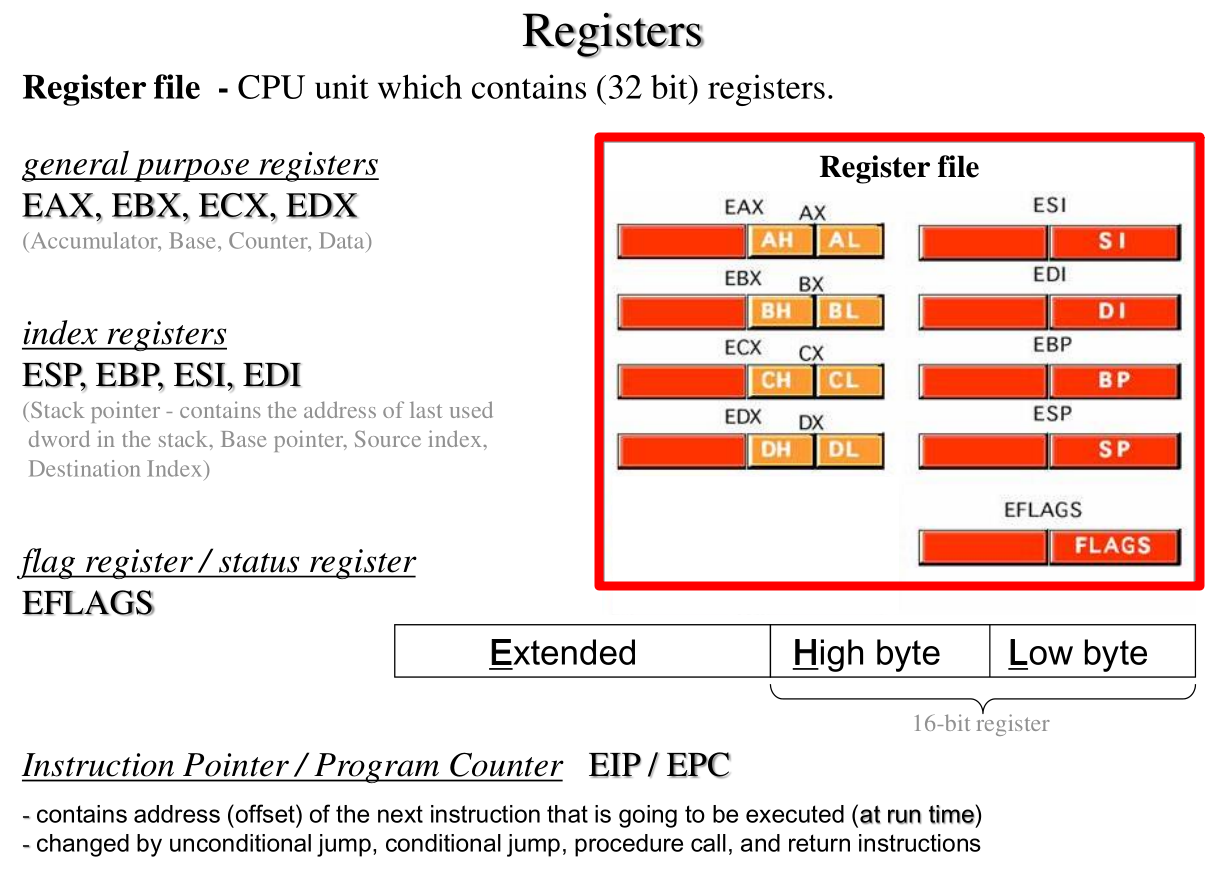 Registers
Register file - CPU unit which contains (32 bit) registers.
general purpose registers
EAX, EBX, ECX, EDX
(Accumulator, Base, Counter, Data)
index registers
ESP, EBP, ESI, EDI
(Stack pointer - contains the address of last used
dword in the stack, Base pointer, Source index,
Destination Index)
flag register / status register
EFLAGS
Register file
EAX AX
AH AL
EBX BX
BH BL
ECX CX
CH CL
EDX DX
DH DL
ESI
SI
EDI
DI
EBP
BP
ESP
SP
EFLAGS
FLAGS
Extended High byte Low byte
16-bit register
Instruction Pointer / Program Counter EIP / EPC
- contains address (offset) of the next instruction that is going to be executed (at run time)
- changed by unconditional jump, conditional jump, procedure call, and return instructions